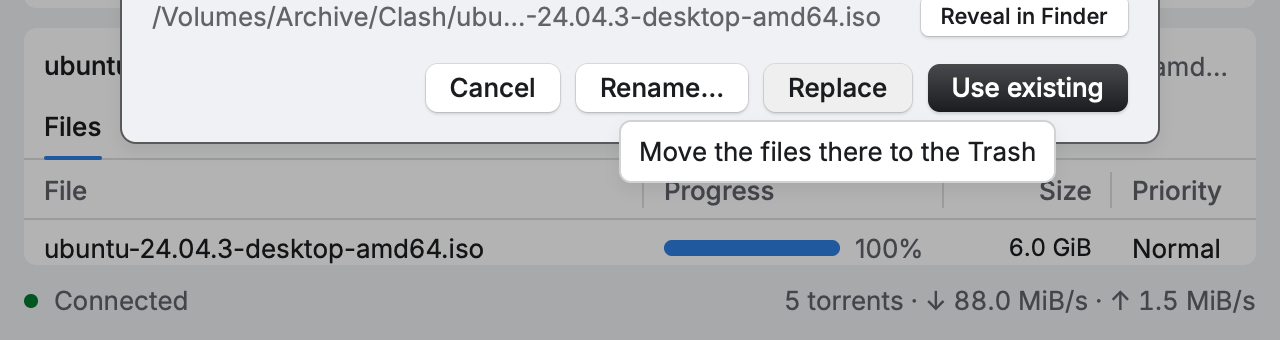 /Volumes/Archive/Clash/ubu...-24.04.3-desktop-amd64.iso Reveal in Finder
ubuntu amd...
Cancel Rename... Replace Use existing
Files
Move the files there to the Trash
File Progress Size Priority
ubuntu-24.04.3-desktop-amd64.iso 100% 6.0 GiB Normal
Connected 5 torrents · ↓ 88.0 MiB/s · ↑ 1.5 MiB/s